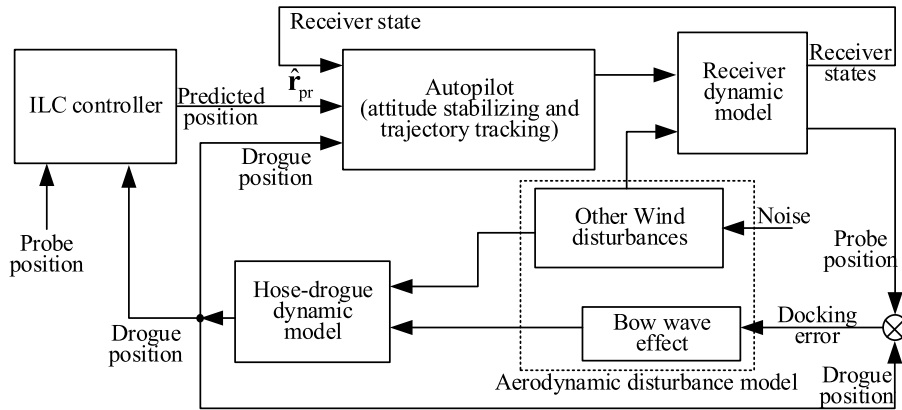 Receiver state
ILC controller
Predicted
position
r̂pr
Autopilot
(attitude stabilizing and
trajectory tracking)
Receiver
dynamic
model
Receiver
states
Drogue
position
Probe
position
Other Wind
disturbances
Noise
Probe
position
Hose-drogue
dynamic
model
Drogue
position
Bow wave
effect
Docking
error
Aerodynamic disturbance model
Drogue
position